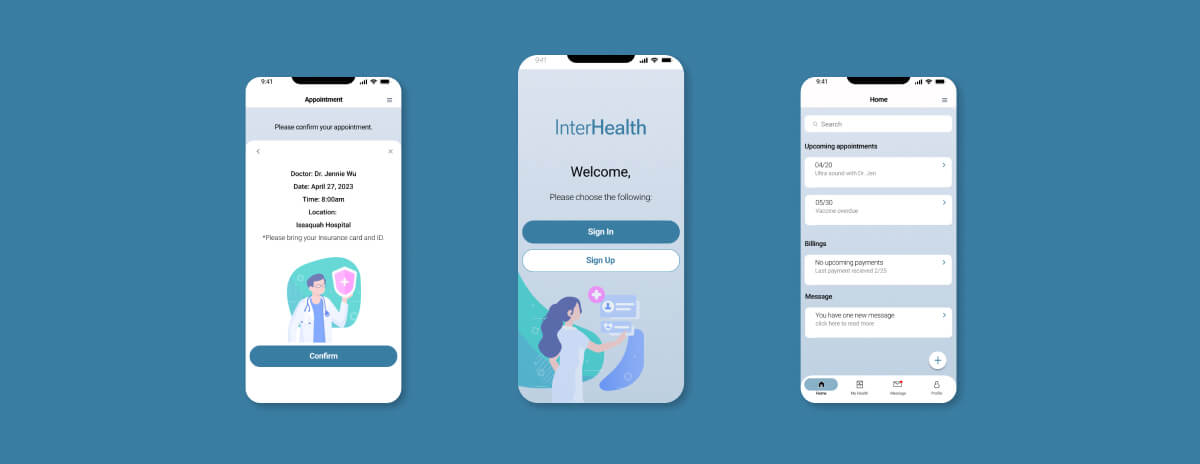 9:41
Appointment
Please confirm your appointment.
Doctor: Dr. Jennie Wu
Date: April 27, 2023
Time: 8:00am
Location:
Issaquah Hospital
*Please bring your Insurance card and ID.
Confirm
9:41
InterHealth
Welcome,
Please choose the following:
Sign In
Sign Up
9:41
Home
Search
Upcoming appointments
04/20
Ultra sound with Dr. Jen
05/30
Vaccine overdue
Billings
No upcoming payments
Last payment recieved 2/25
Message
You have one new message
click here to read more
Home
My Health
Message
Profile